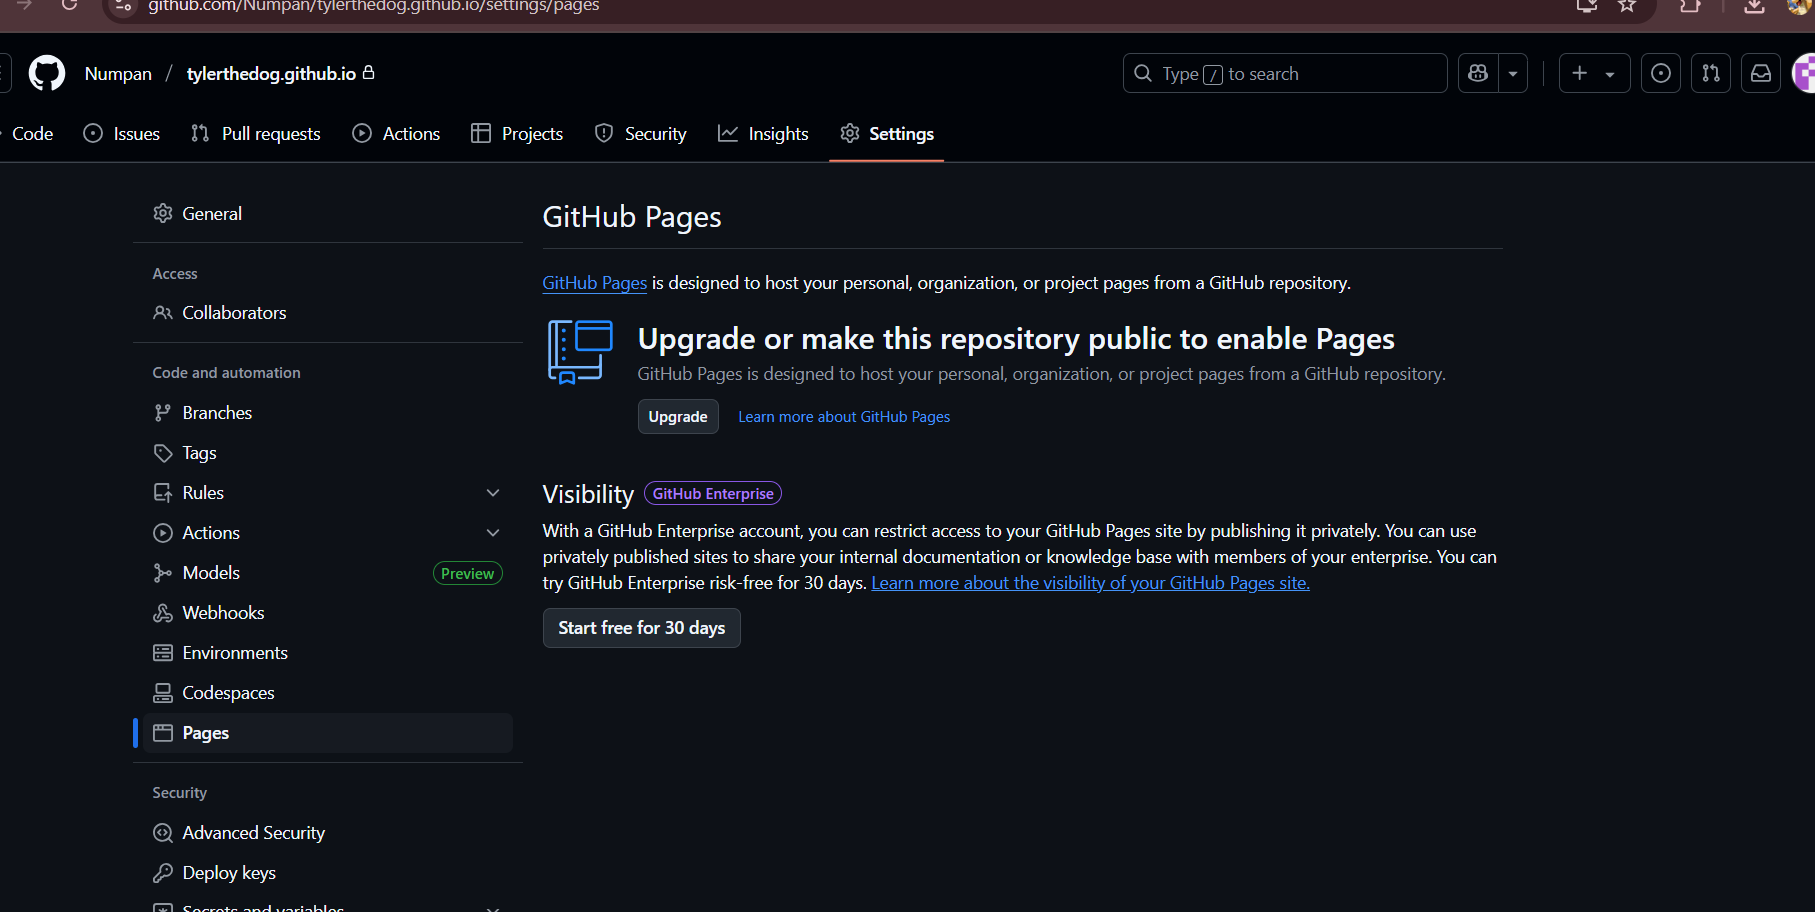 github.com/Numpan/tylerthedog.github.io/settings/pages
Numpan / tylerthedog.github.io
Type / to search
Code Issues Pull requests Actions Projects Security Insights Settings
General
Access
Collaborators
Code and automation
Branches
Tags
Rules
Actions
Models Preview
Webhooks
Environments
Codespaces
Pages
Security
Advanced Security
Deploy keys
Secrets and variables
GitHub Pages
GitHub Pages is designed to host your personal, organization, or project pages from a GitHub repository.
Upgrade or make this repository public to enable Pages
GitHub Pages is designed to host your personal, organization, or project pages from a GitHub repository.
Upgrade Learn more about GitHub Pages
Visibility GitHub Enterprise
With a GitHub Enterprise account, you can restrict access to your GitHub Pages site by publishing it privately. You can use
privately published sites to share your internal documentation or knowledge base with members of your enterprise. You can
try GitHub Enterprise risk-free for 30 days. Learn more about the visibility of your GitHub Pages site.
Start free for 30 days